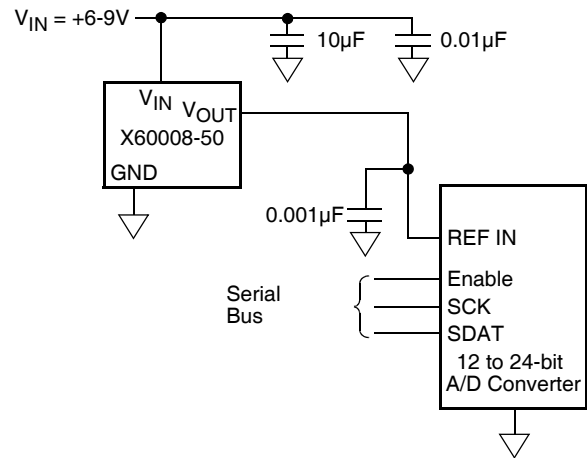 VIN = +6-9V
10µF
0.01µF
VIN
VOUT
X60008-50
GND
0.001µF
REF IN
Enable
Serial
Bus
SCK
SDAT
12 to 24-bit
A/D Converter